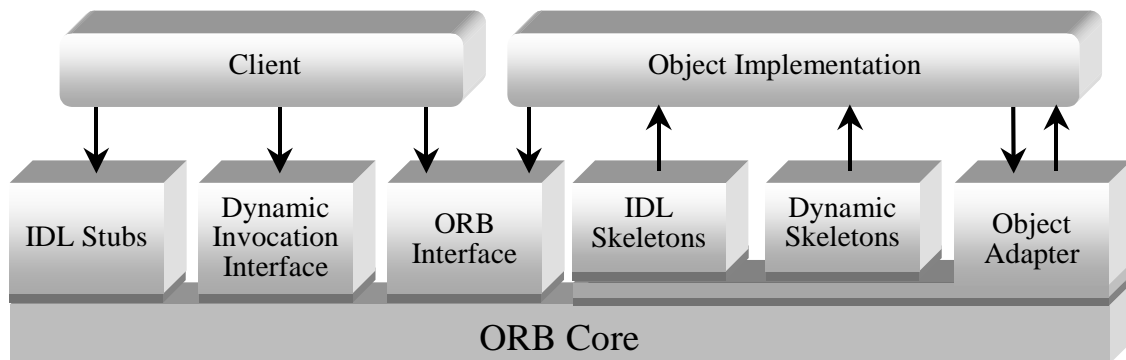 Client
Object Implementation
IDL Stubs
Dynamic
Invocation
Interface
ORB
Interface
IDL
Skeletons
Dynamic
Skeletons
Object
Adapter
ORB Core